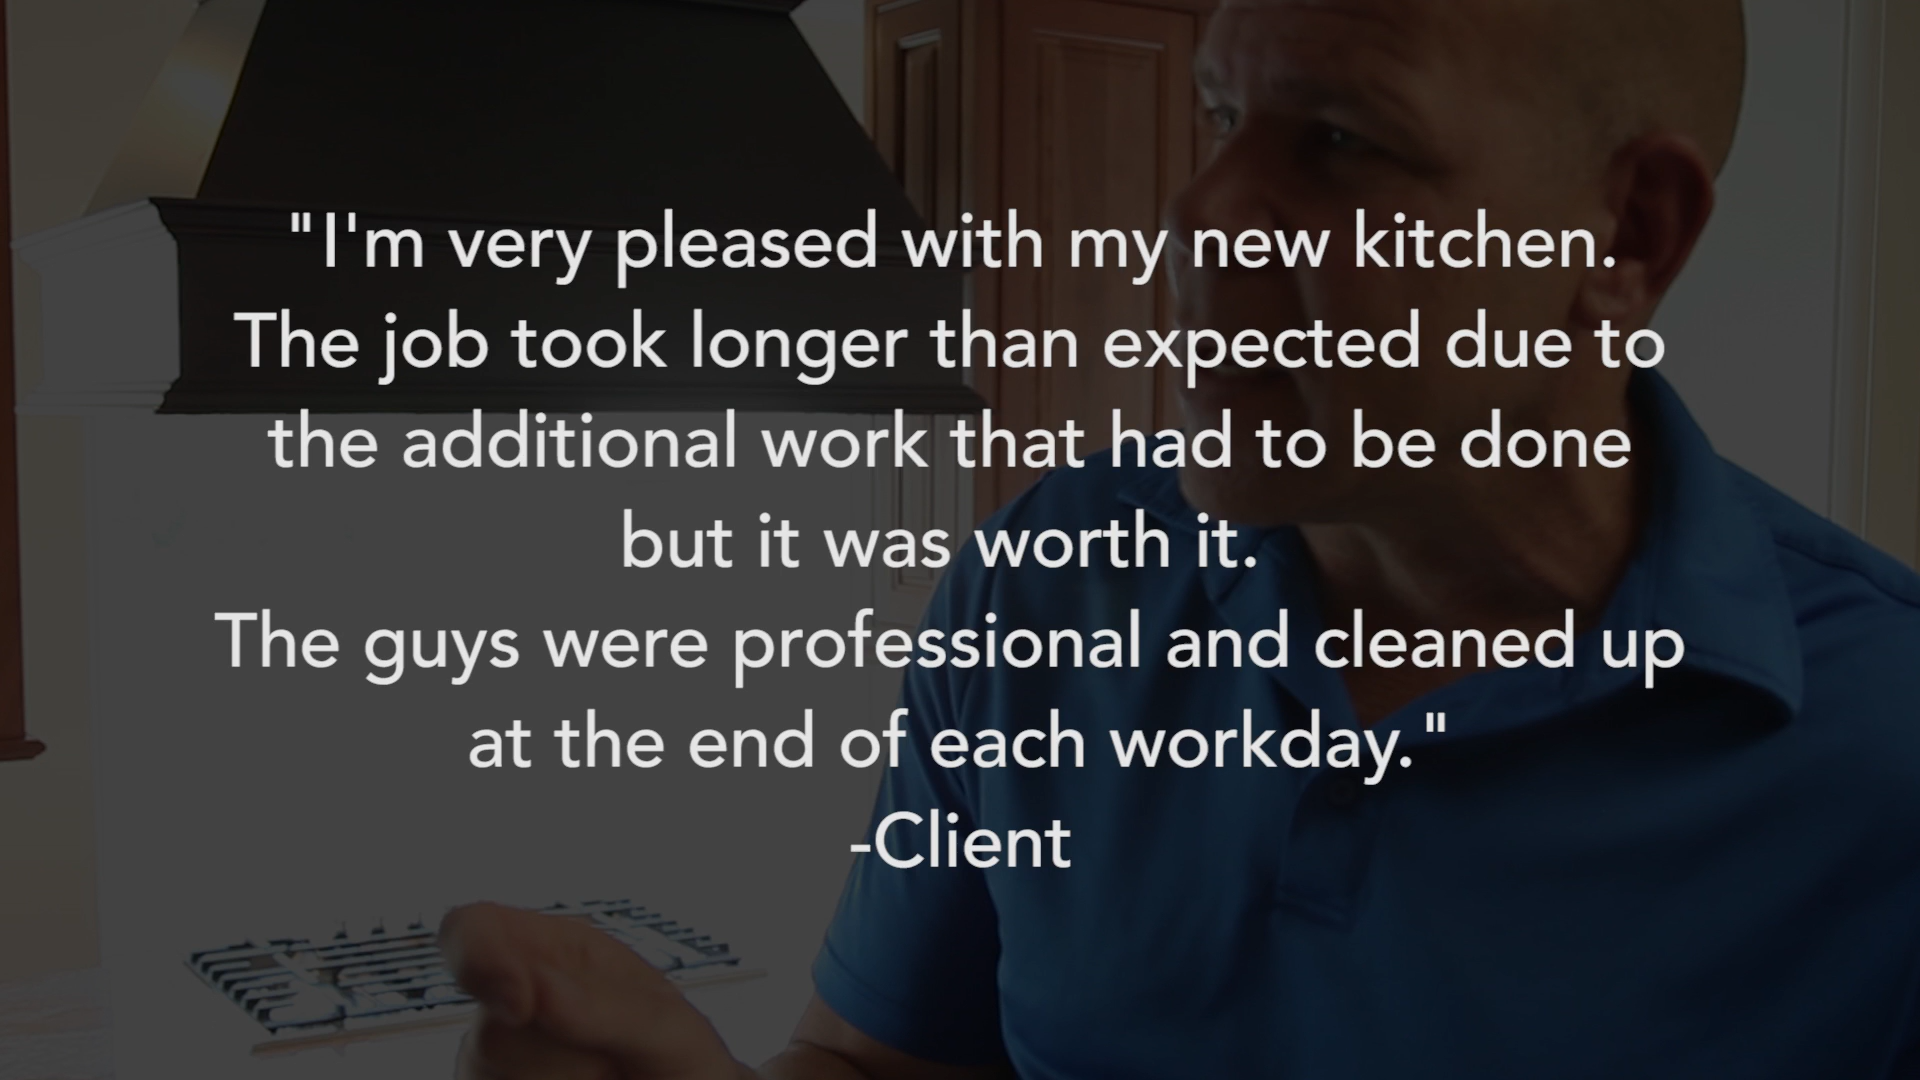 "I'm very pleased with my new kitchen.
The job took longer than expected due to
the additional work that had to be done
but it was worth it.
The guys were professional and cleaned up
at the end of each workday."
-Client